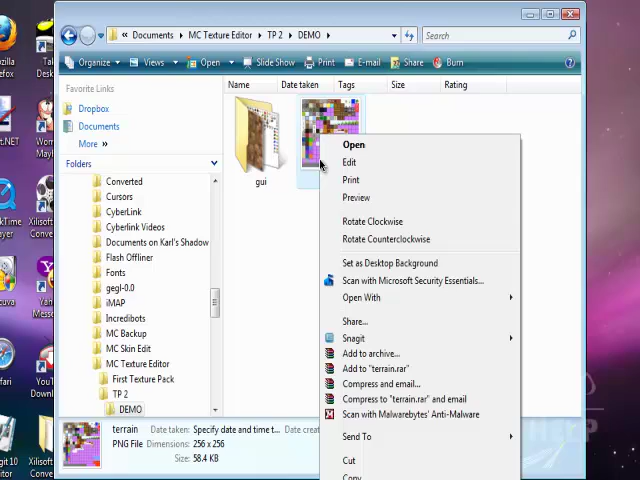 Documents MC Texture Editor TP 2 DEMO
Search
Organize Views Open Slide Show Print E-mail Share Burn
Name Date taken Tags Size Rating
Favorite Links
Dropbox
Documents
More »
Folders
Converted
Cursors
CyberLink
Cyberlink Videos
Documents on Karl's Shadow
Flash Offliner
Fonts
gegl-0.0
iMAP
Incredibots
MC Backup
MC Skin Edit
MC Texture Editor
First Texture Pack
TP 2
DEMO
gui
Open
Edit
Print
Preview
Rotate Clockwise
Rotate Counterclockwise
Set as Desktop Background
Scan with Microsoft Security Essentials...
Open With
Share...
Snagit
Add to archive...
Add to "terrain.rar"
Compress and email...
Compress to "terrain.rar" and email
Scan with Malwarebytes' Anti-Malware
Send To
Cut
Copy
terrain Date taken: Specify date and time t... Date creat
PNG File Dimensions: 256 x 256
Size: 58.4 KB
HELP